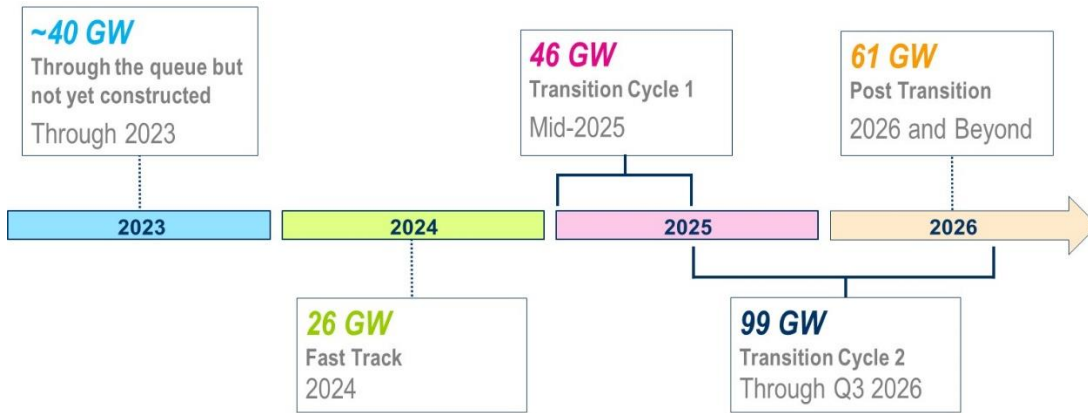 ~40 GW
Through the queue but
not yet constructed
Through 2023
46 GW
Transition Cycle 1
Mid-2025
61 GW
Post Transition
2026 and Beyond
2023
2024
2025
2026
26 GW
Fast Track
2024
99 GW
Transition Cycle 2
Through Q3 2026